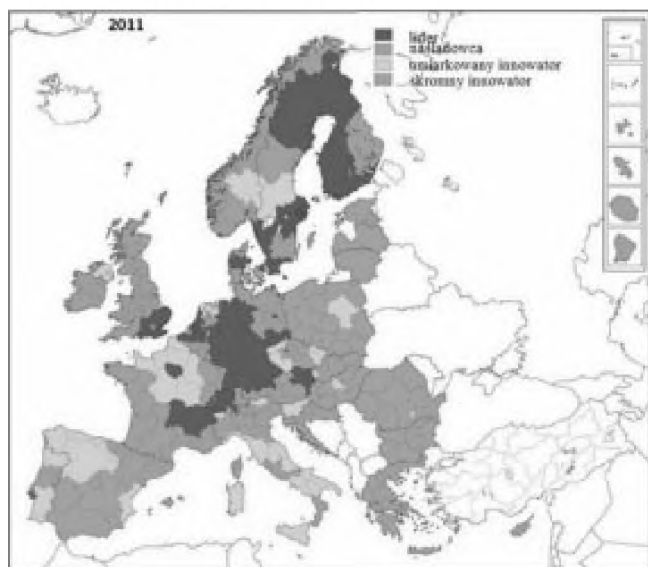 2011
lider
naśladowca
umiarkowany innowator
skromny innowator